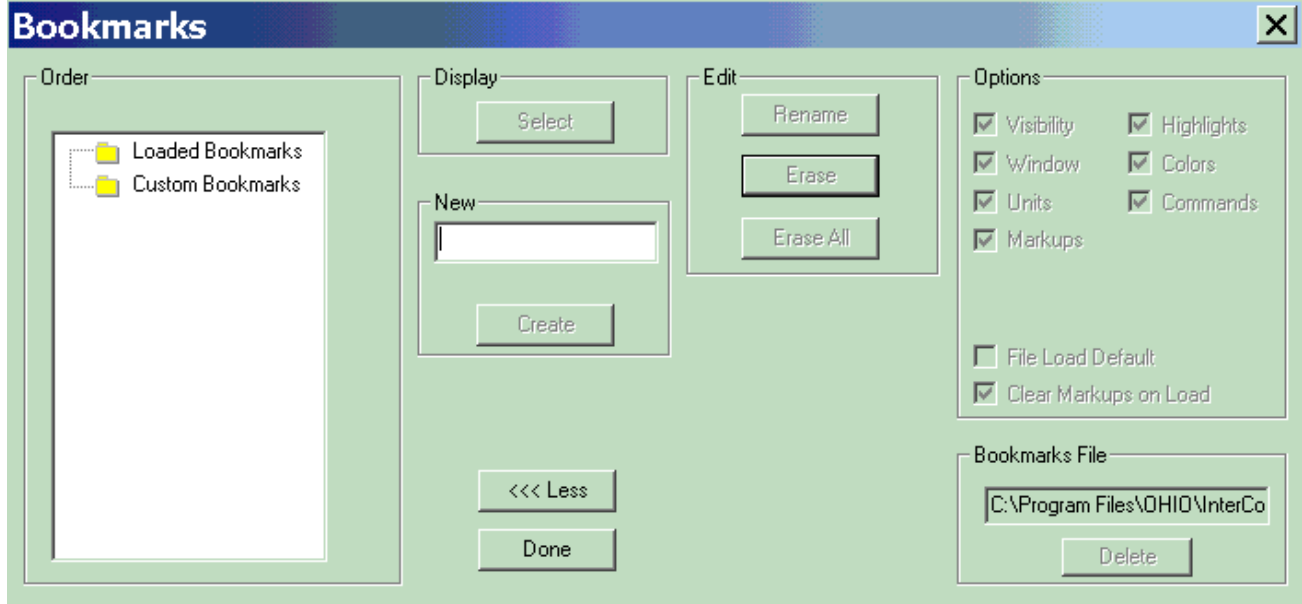 Bookmarks
Order
Loaded Bookmarks
Custom Bookmarks
Display
Select
New
Create
<<< Less
Done
Edit
Rename
Erase
Erase All
Options
Visibility
Highlights
Window
Colors
Units
Commands
Markups
File Load Default
Clear Markups on Load
Bookmarks File
C:\Program Files\OHIO\InterCo
Delete